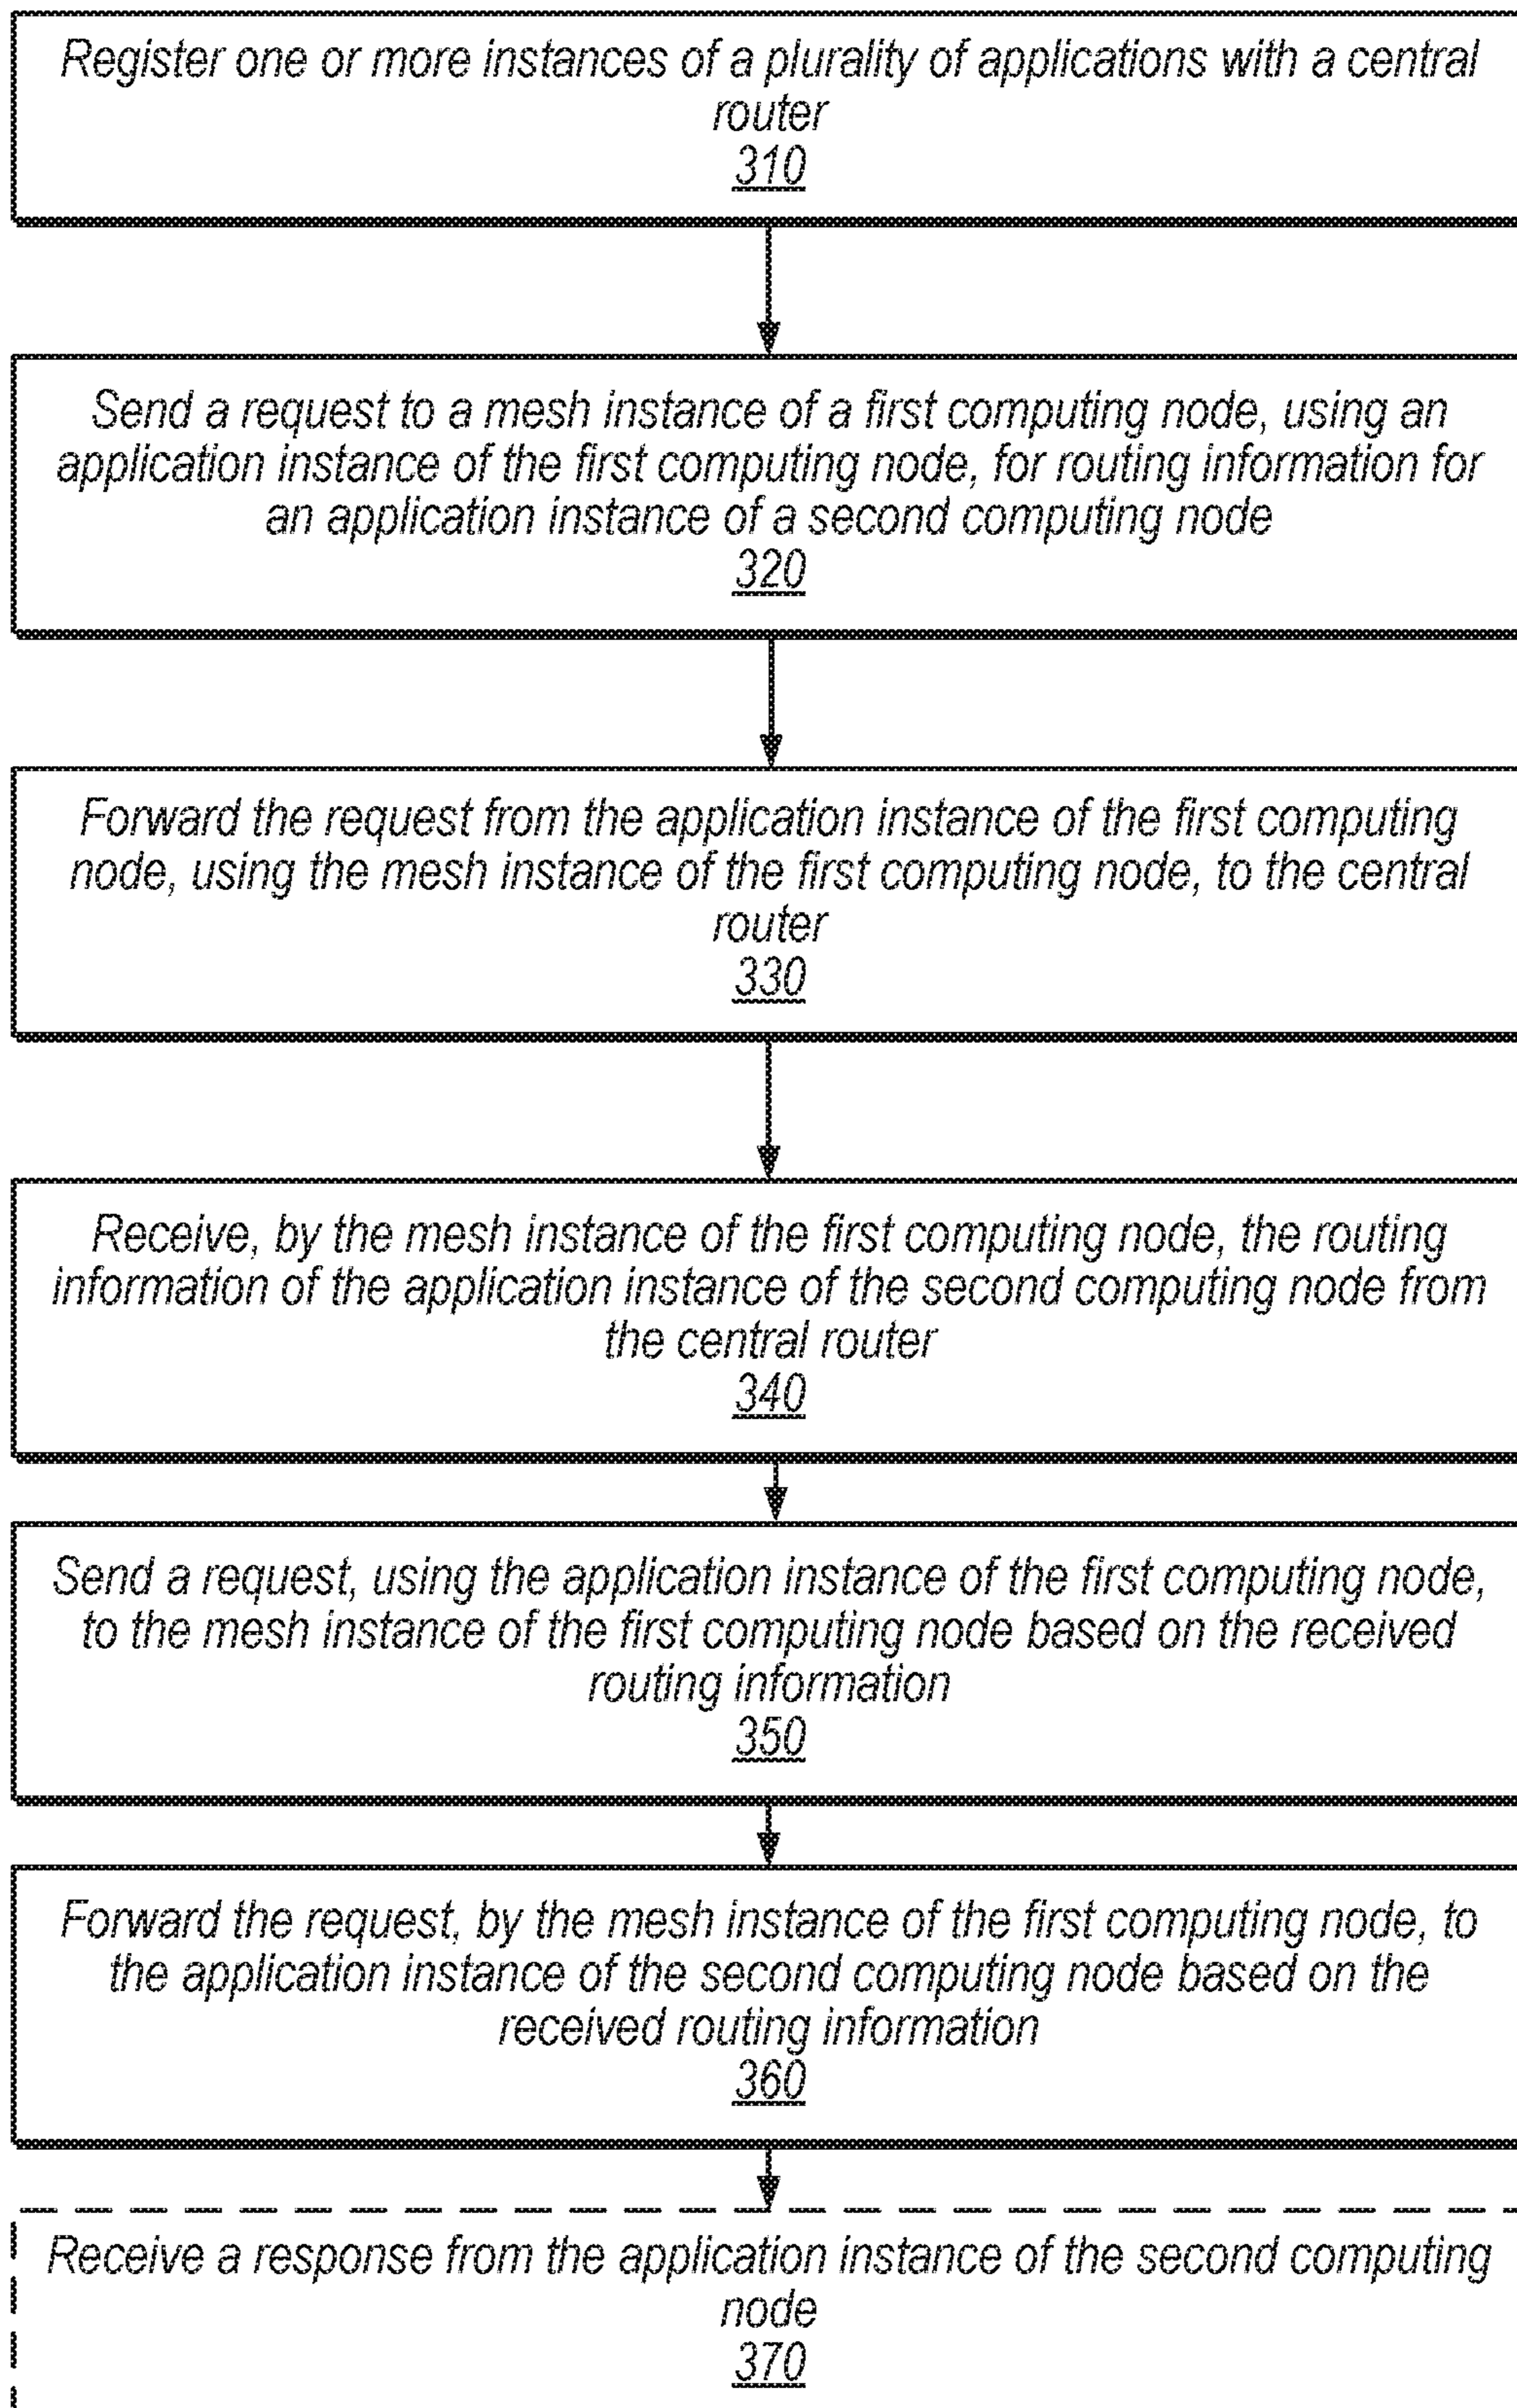 Register one or more instances of a plurality of applications with a central
router
310
Send a request to a mesh instance of a first computing node, using an
application instance of the first computing node, for routing information for
an application instance of a second computing node
320
Forward the request from the application instance of the first computing
node, using the mesh instance of the first computing node, to the central
router
330
Receive, by the mesh instance of the first computing node, the routing
information of the application instance of the second computing node from
the central router
340
Send a request, using the application instance of the first computing node,
to the mesh instance of the first computing node based on the received
routing information
350
Forward the request, by the mesh instance of the first computing node, to
the application instance of the second computing node based on the
received routing information
360
Receive a response from the application instance of the second computing
node
370